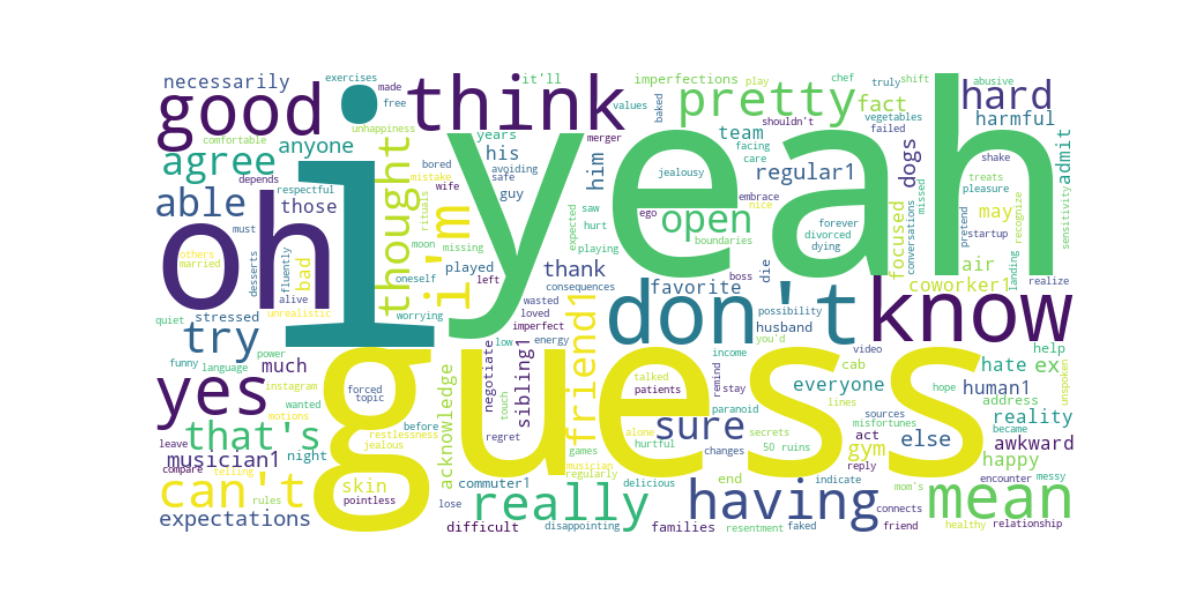 necessarily
exercises
made
it'll
imperfections
play
chef
truly
shift
abusive
good
i
think
free
values
baked
pretty
fact
yeah
hard
harmful
unhappiness
shouldn't
vegetables
failed
comfortable
anyone
thought
years
merger
team
facing
care
admit
agree
depends
bored
his
avoiding
safe
him
jealousy
regular1
dogs
missed
shake
treats
pleasure
able
respectful
those
mistake
wife
guy
ego
embrace
nice
open
boundaries
forever
divorced
dying
focused
conversations
may
startup
pretend
recognize
sensitivity
oh
must
others
married
desserts
fluently
bad
rituals
i'm
moon
missing
oneself
played
left
expected
saw
hurt
playing
thank
consequences
boss
die
air
landing
realize
coworker1
alive
unrealistic
quiet
stressed
worrying
wasted
loved
imperfect
energy
friend1
don't
favorite
possibility
husband
you'd
know
try
funny
language
power
much
guess
low
negotiate
touch
sibling1
income
remind
stay
video
cab
hate
ex
help
yes
instagram
wanted
forced
topic
motions
acknowledge
talked
patients
everyone
lines
hope
human1
address
unspoken
that's
before
restlessness
jealous
regret
games
alone
hurtful
sure
paranoid
secrets
changes
50 ruins
sources
misfortunes
act
else
became
reality
awkward
leave
musician1
night
compare
telling
musician
regularly
gym
reply
happy
can't
skin
pointless
rules
commuter1
lose
end
delicious
indicate
encounter
messy
mom's
expectations
really
having
connects
mean
difficult
disappointing
families
resentment
faked
friend
healthy
relationship